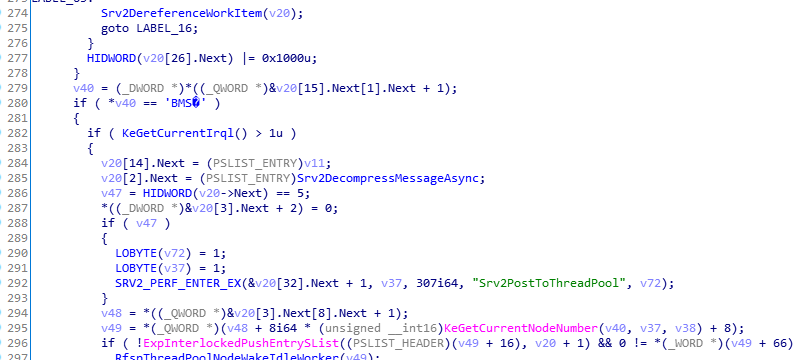 274 Srv2DereferenceWorkItem(v20);
275 goto LABEL_16;
276 }
277 HIDWORD(v20[26].Next) |= 0x1000u;
278 }
279 v40 = (_DWORD *)*((_QWORD *)&v20[15].Next[1].Next + 1);
280 if ( *v40 == 'BMS�' )
281 {
282 if ( KeGetCurrentIrql() > 1u )
283 {
284 v20[14].Next = (PSLIST_ENTRY)v11;
285 v20[2].Next = (PSLIST_ENTRY)Srv2DecompressMessageAsync;
286 v47 = HIDWORD(v20->Next) == 5;
287 *((_DWORD *)&v20[3].Next + 2) = 0;
288 if ( v47 )
289 {
290 LOBYTE(v72) = 1;
291 LOBYTE(v37) = 1;
292 SRV2_PERF_ENTER_EX(&v20[32].Next + 1, v37, 307i64, "Srv2PostToThreadPool", v72);
293 }
294 v48 = *((_QWORD *)&v20[3].Next[8].Next + 1);
295 v49 = *(_QWORD *)(v48 + 8i64 * (unsigned __int16)KeGetCurrentNodeNumber(v40, v37, v38) + 8);
296 if ( !ExpInterlockedPushEntrySList((PSLIST_HEADER)(v49 + 16), v20 + 1) && 0 != *(_WORD *)(v49 + 66)
297 RfspThreadPoolNodeWakeIdleWorker(v49);